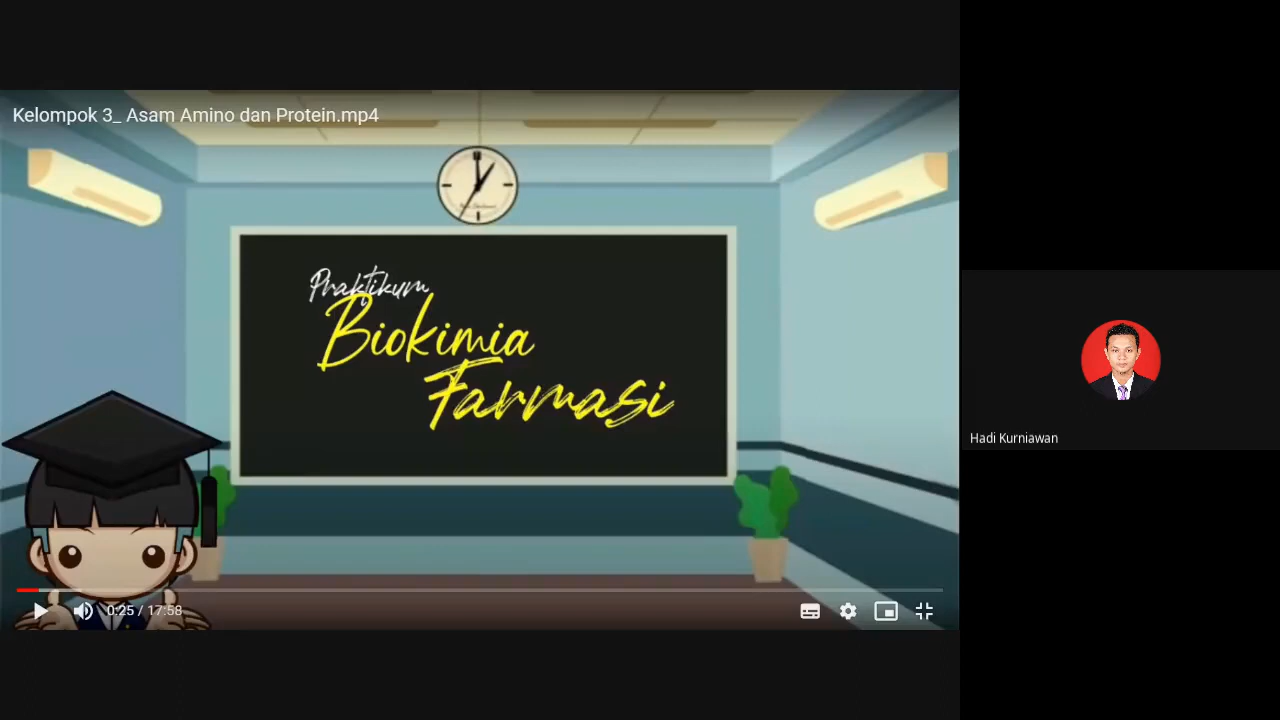 Kelompok 3_ Asam Amino dan Protein.mp4
Praktikum
Biokimia
Farmasi
0:25 / 17:58
Hadi Kurniawan